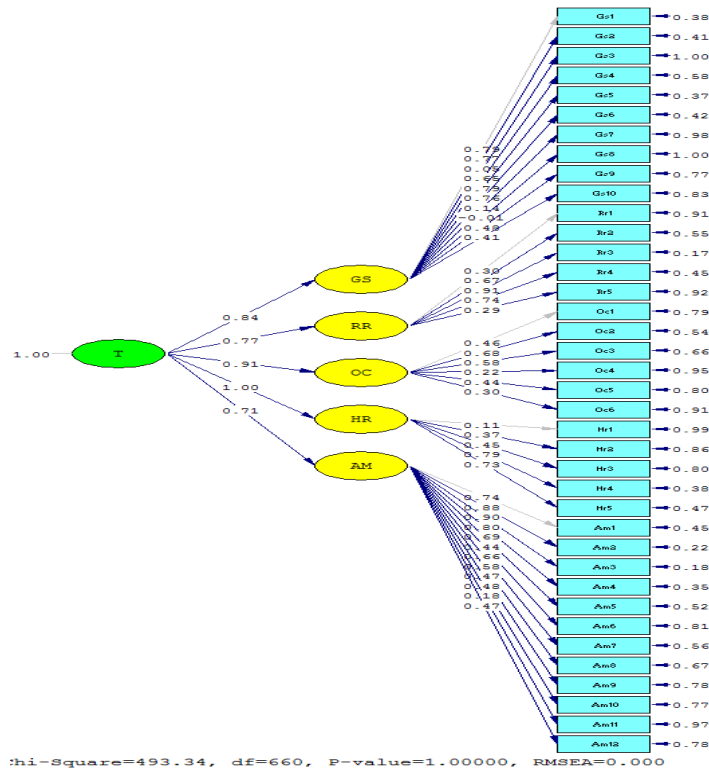 1.00
T
0.84
0.77
0.91
1.00
0.71
GS
RR
OC
HR
AM
0.79
0.77
0.05
0.65
0.79
0.76
0.14
-0.01
0.48
0.41
0.30
0.67
0.91
0.74
0.29
0.46
0.68
0.58
0.22
0.44
0.30
0.11
0.37
0.45
0.79
0.73
0.74
0.88
0.90
0.80
0.69
0.44
0.66
0.58
0.47
0.48
0.18
0.47
Gs1 0.38
Gs2 0.41
Gs3 1.00
Gs4 0.58
Gs5 0.37
Gs6 0.42
Gs7 0.98
Gs8 1.00
Gs9 0.77
Gs10 0.83
Rr1 0.91
Rr2 0.55
Rr3 0.17
Rr4 0.45
Rr5 0.92
Oc1 0.79
Oc2 0.54
Oc3 0.66
Oc4 0.95
Oc5 0.80
Oc6 0.91
Hr1 0.99
Hr2 0.86
Hr3 0.80
Hr4 0.38
Hr5 0.47
Am1 0.45
Am2 0.22
Am3 0.18
Am4 0.35
Am5 0.52
Am6 0.81
Am7 0.56
Am8 0.67
Am9 0.78
Am10 0.77
Am11 0.97
Am12 0.78
hi-Square=493.34, df=660, P-value=1.00000, RMSEA=0.000